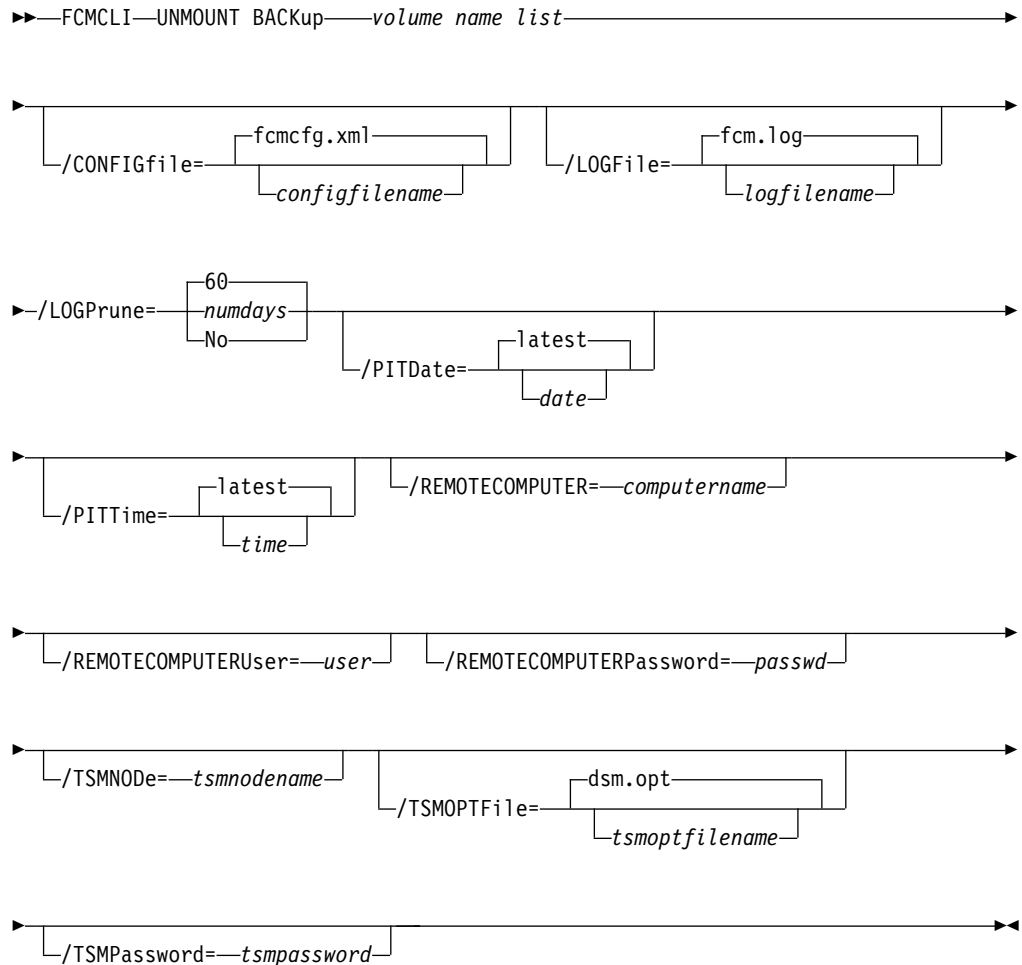 FCMCLI UNMOUNT BACKup volume name list
/CONFIGfile= fcmcfg.xml configfilename
/LOGFile= fcm.log logfilename
/LOGPrune= 60 numdays No
/PITDate= latest date
/PITTime= latest time
/REMOTECOMPUTER= computername
/REMOTECOMPUTERUser= user
/REMOTECOMPUTERPassword= passwd
/TSMNODe= tsmnodename
/TSMOPTFile= dsm.opt tsmoptfilename
/TSMPassword= tsmpassword